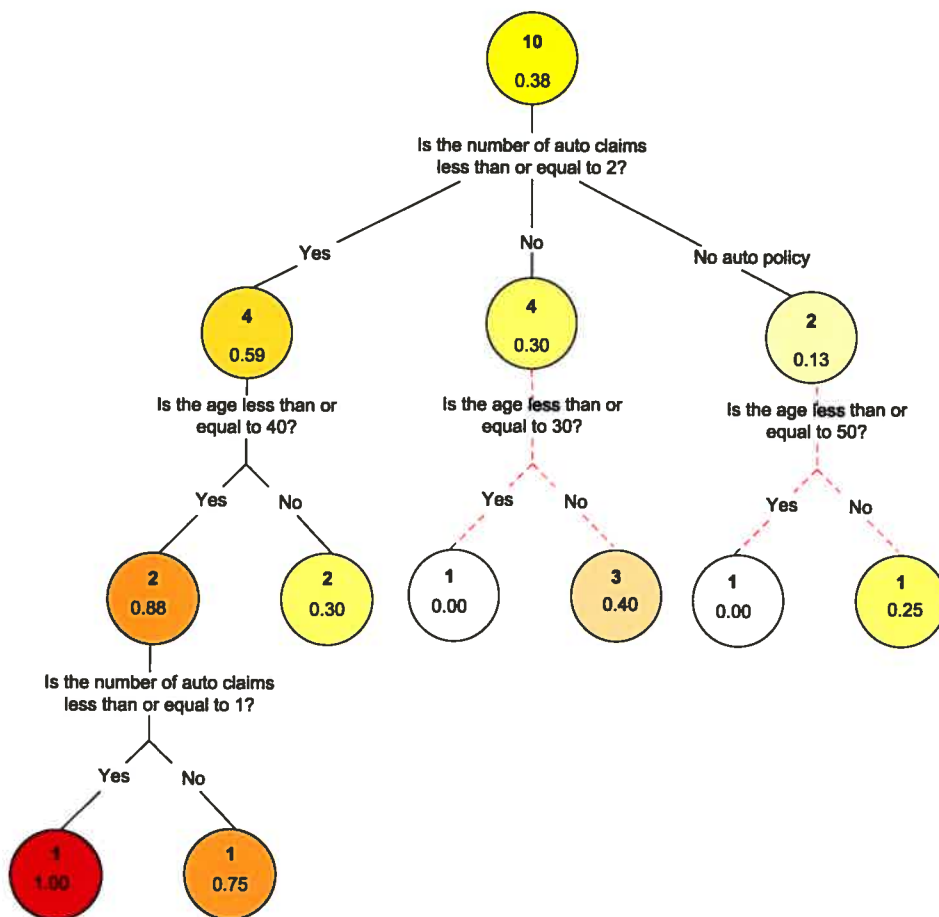 10
0.38
Is the number of auto claims
less than or equal to 2?
Yes
No
No auto policy
4
0.59
4
0.30
2
0.13
Is the age less than or
equal to 40?
Is the age less than or
equal to 30?
Is the age less than or
equal to 50?
Yes
No
Yes
No
Yes
No
2
0.88
2
0.30
1
0.00
3
0.40
1
0.00
1
0.25
Is the number of auto claims
less than or equal to 1?
Yes
No
1
1.00
1
0.75